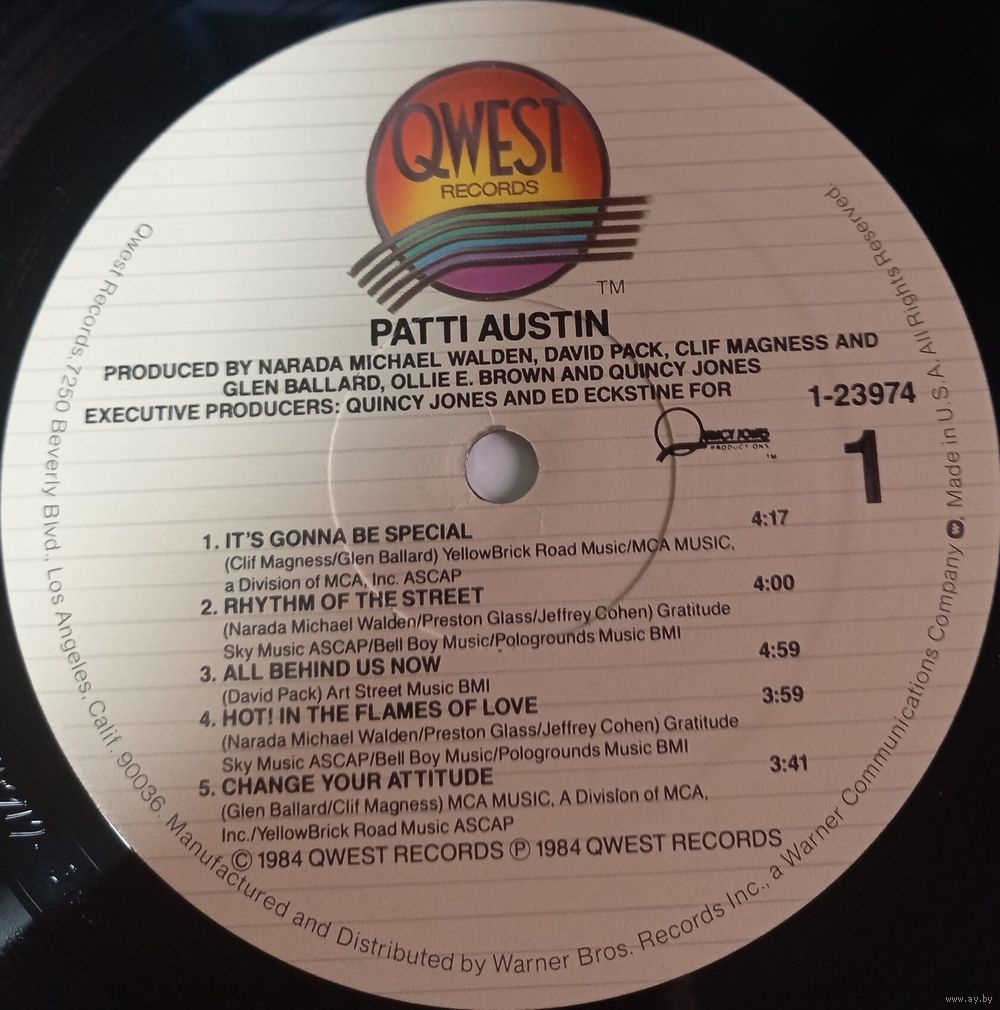 QWEST
RECORDS
TM
PATTI AUSTIN
PRODUCED BY NARADA MICHAEL WALDEN, DAVID PACK, CLIF MAGNESS AND
GLEN BALLARD, OLLIE E. BROWN AND QUINCY JONES
EXECUTIVE PRODUCERS: QUINCY JONES AND ED ECKSTINE FOR
QUINCY JONES
PRODUCTIONS
TM
1-23974
1
1. IT'S GONNA BE SPECIAL 4:17
(Clif Magness/Glen Ballard) YellowBrick Road Music/MCA MUSIC,
a Division of MCA, Inc. ASCAP
2. RHYTHM OF THE STREET 4:00
(Narada Michael Walden/Preston Glass/Jeffrey Cohen) Gratitude
Sky Music ASCAP/Bell Boy Music/Pologrounds Music BMI
3. ALL BEHIND US NOW 4:59
(David Pack) Art Street Music BMI
4. HOT! IN THE FLAMES OF LOVE 3:59
(Narada Michael Walden/Preston Glass/Jeffrey Cohen) Gratitude
Sky Music ASCAP/Bell Boy Music/Pologrounds Music BMI
5. CHANGE YOUR ATTITUDE 3:41
(Glen Ballard/Clif Magness) MCA MUSIC, A Division of MCA,
Inc./YellowBrick Road Music ASCAP
© 1984 QWEST RECORDS ℗ 1984 QWEST RECORDS
Qwest Records, 7250 Beverly Blvd., Los Angeles, Calif. 90036. Manufactured and Distributed by Warner Bros. Records Inc., a Warner Communications Company. Made in U.S.A. All Rights Reserved.
www.ay.by